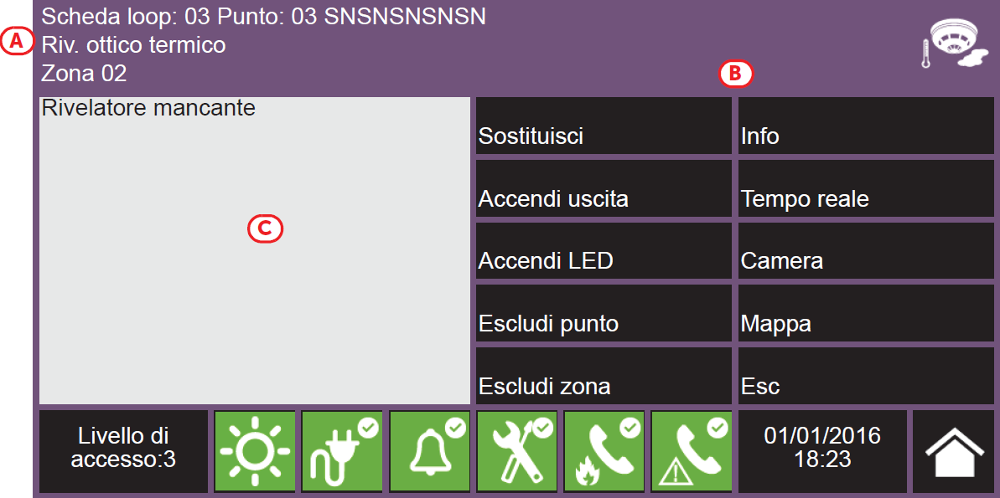 Scheda loop: 03 Punto: 03 SNSNSNSNSN
A
Riv. ottico termico
Zona 02
B
Rivelatore mancante
C
Sostituisci
Info
Accendi uscita
Tempo reale
Accendi LED
Camera
Escludi punto
Mappa
Escludi zona
Esc
Livello di
accesso:3
01/01/2016
18:23